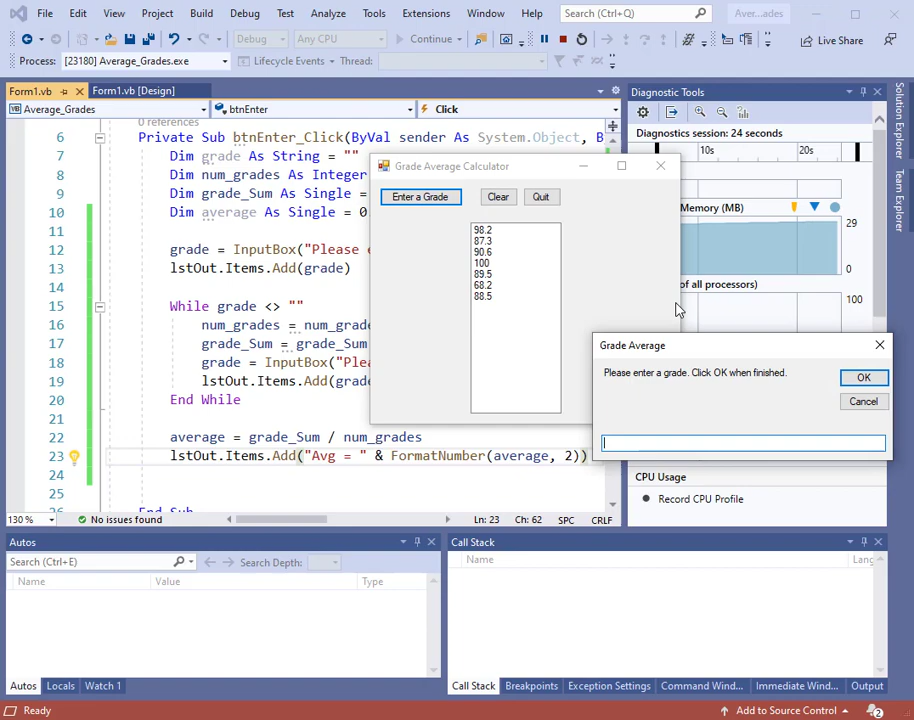 File Edit View Project Build Debug Test Analyze Tools Extensions Window Help Search (Ctrl+Q) Aver...ades
Debug Any CPU Continue Live Share
Process: [23180] Average_Grades.exe Lifecycle Events Thread:
Form1.vb Form1.vb [Design]
Average_Grades btnEnter Click
0 references
6 Private Sub btnEnter_Click(ByVal sender As System.Object, B
7 Dim grade As String = ""
8 Dim num_grades As Integer
9 Dim grade_Sum As Single =
10 Dim average As Single = 0
11
12 grade = InputBox("Please e
13 lstOut.Items.Add(grade)
14
15 While grade <> ""
16 num_grades = num_grade
17 grade_Sum = grade_Sum
18 grade = InputBox("Plea
19 lstOut.Items.Add(grade
20 End While
21
22 average = grade_Sum / num_grades
23 lstOut.Items.Add("Avg = " & FormatNumber(average, 2))
24
25
26 End Sub
130 % No issues found Ln: 23 Ch: 62 SPC CRLF
Grade Average Calculator
Enter a Grade Clear Quit
98.2
87.3
90.6
100
89.5
68.2
88.5
Diagnostic Tools
Diagnostics session: 24 seconds
10s 20s
Memory (MB)
29
0
of all processors)
100
Grade Average
Please enter a grade. Click OK when finished.
OK
Cancel
CPU Usage
Record CPU Profile
Solution Explorer
Team Explorer
Autos
Search (Ctrl+E) Search Depth:
Name Value Type
Autos Locals Watch 1
Call Stack
Name Lang
Call Stack Breakpoints Exception Settings Command Wind... Immediate Wind... Output
Ready Add to Source Control 2